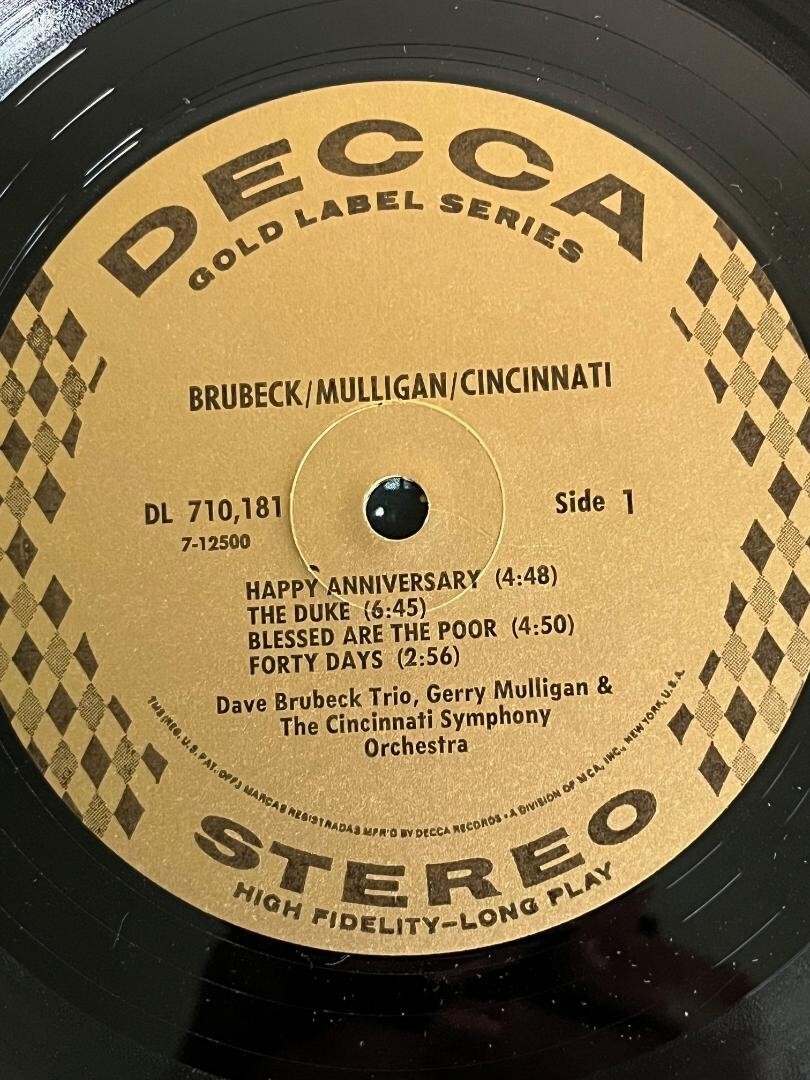 DECCA
GOLD LABEL SERIES
BRUBECK/MULLIGAN/CINCINNATI
DL 710,181
Side 1
7-12500
HAPPY ANNIVERSARY (4:48)
THE DUKE (6:45)
BLESSED ARE THE POOR (4:50)
FORTY DAYS (2:56)
Dave Brubeck Trio, Gerry Mulligan &
The Cincinnati Symphony
Orchestra
REG. U.S. PAT. OFF. MARCAS REGISTRADAS MFR'D BY DECCA RECORDS • A DIVISION OF MCA, INC., NEW YORK, U.S.A.
STEREO
HIGH FIDELITY-LONG PLAY